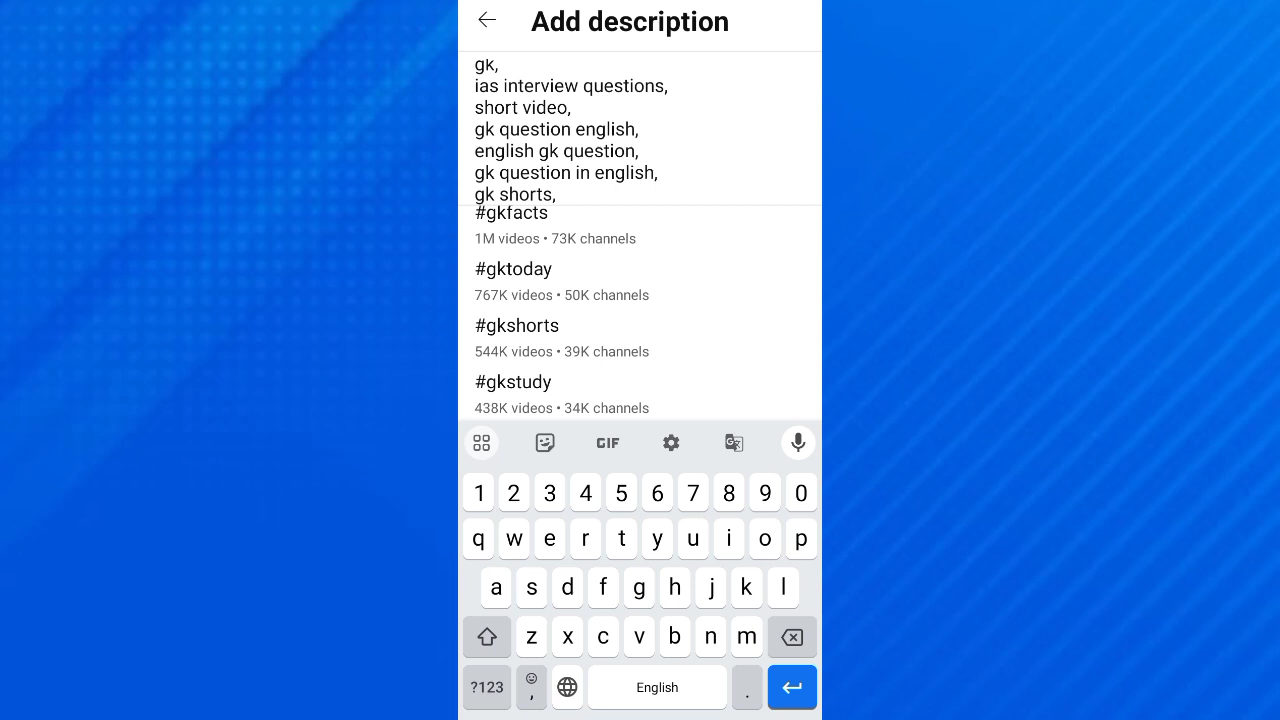 Add description
gk,
ias interview questions,
short video,
gk question english,
english gk question,
gk question in english,
gk shorts,
#gkfacts
1M videos • 73K channels
#gktoday
767K videos • 50K channels
#gkshorts
544K videos • 39K channels
#gkstudy
438K videos • 34K channels
GIF
1 2 3 4 5 6 7 8 9 0
q w e r t y u i o p
a s d f g h j k l
z x c v b n m
?123 , English .